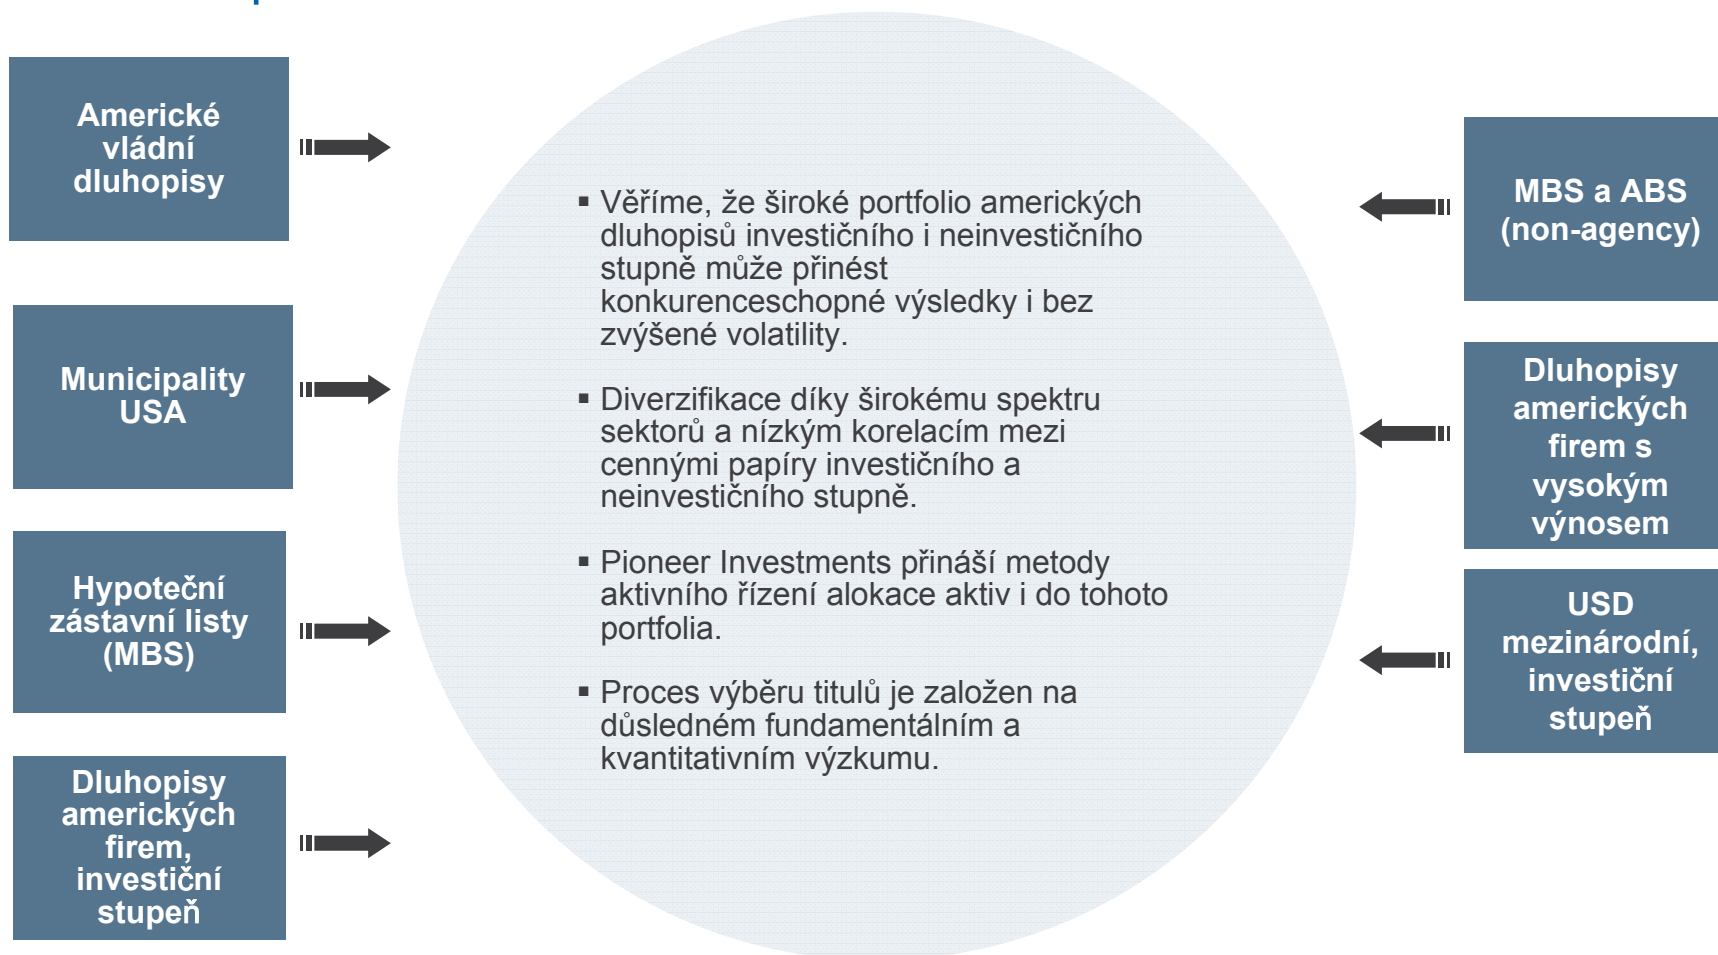 Americké
vládní
dluhopisy
Municipality
USA
Hypoteční
zástavní listy
(MBS)
Dluhopisy
amerických
firem,
investiční
stupeň
▪ Věříme, že široké portfolio amerických
dluhopisů investičního i neinvestičního
stupně může přinést
konkurenceschopné výsledky i bez
zvýšené volatility.
▪ Diverzifikace díky širokému spektru
sektorů a nízkým korelacím mezi
cennými papíry investičního a
neinvestičního stupně.
▪ Pioneer Investments přináší metody
aktivního řízení alokace aktiv i do tohoto
portfolia.
▪ Proces výběru titulů je založen na
důsledném fundamentálním a
kvantitativním výzkumu.
MBS a ABS
(non-agency)
Dluhopisy
amerických
firem s
vysokým
výnosem
USD
mezinárodní,
investiční
stupeň